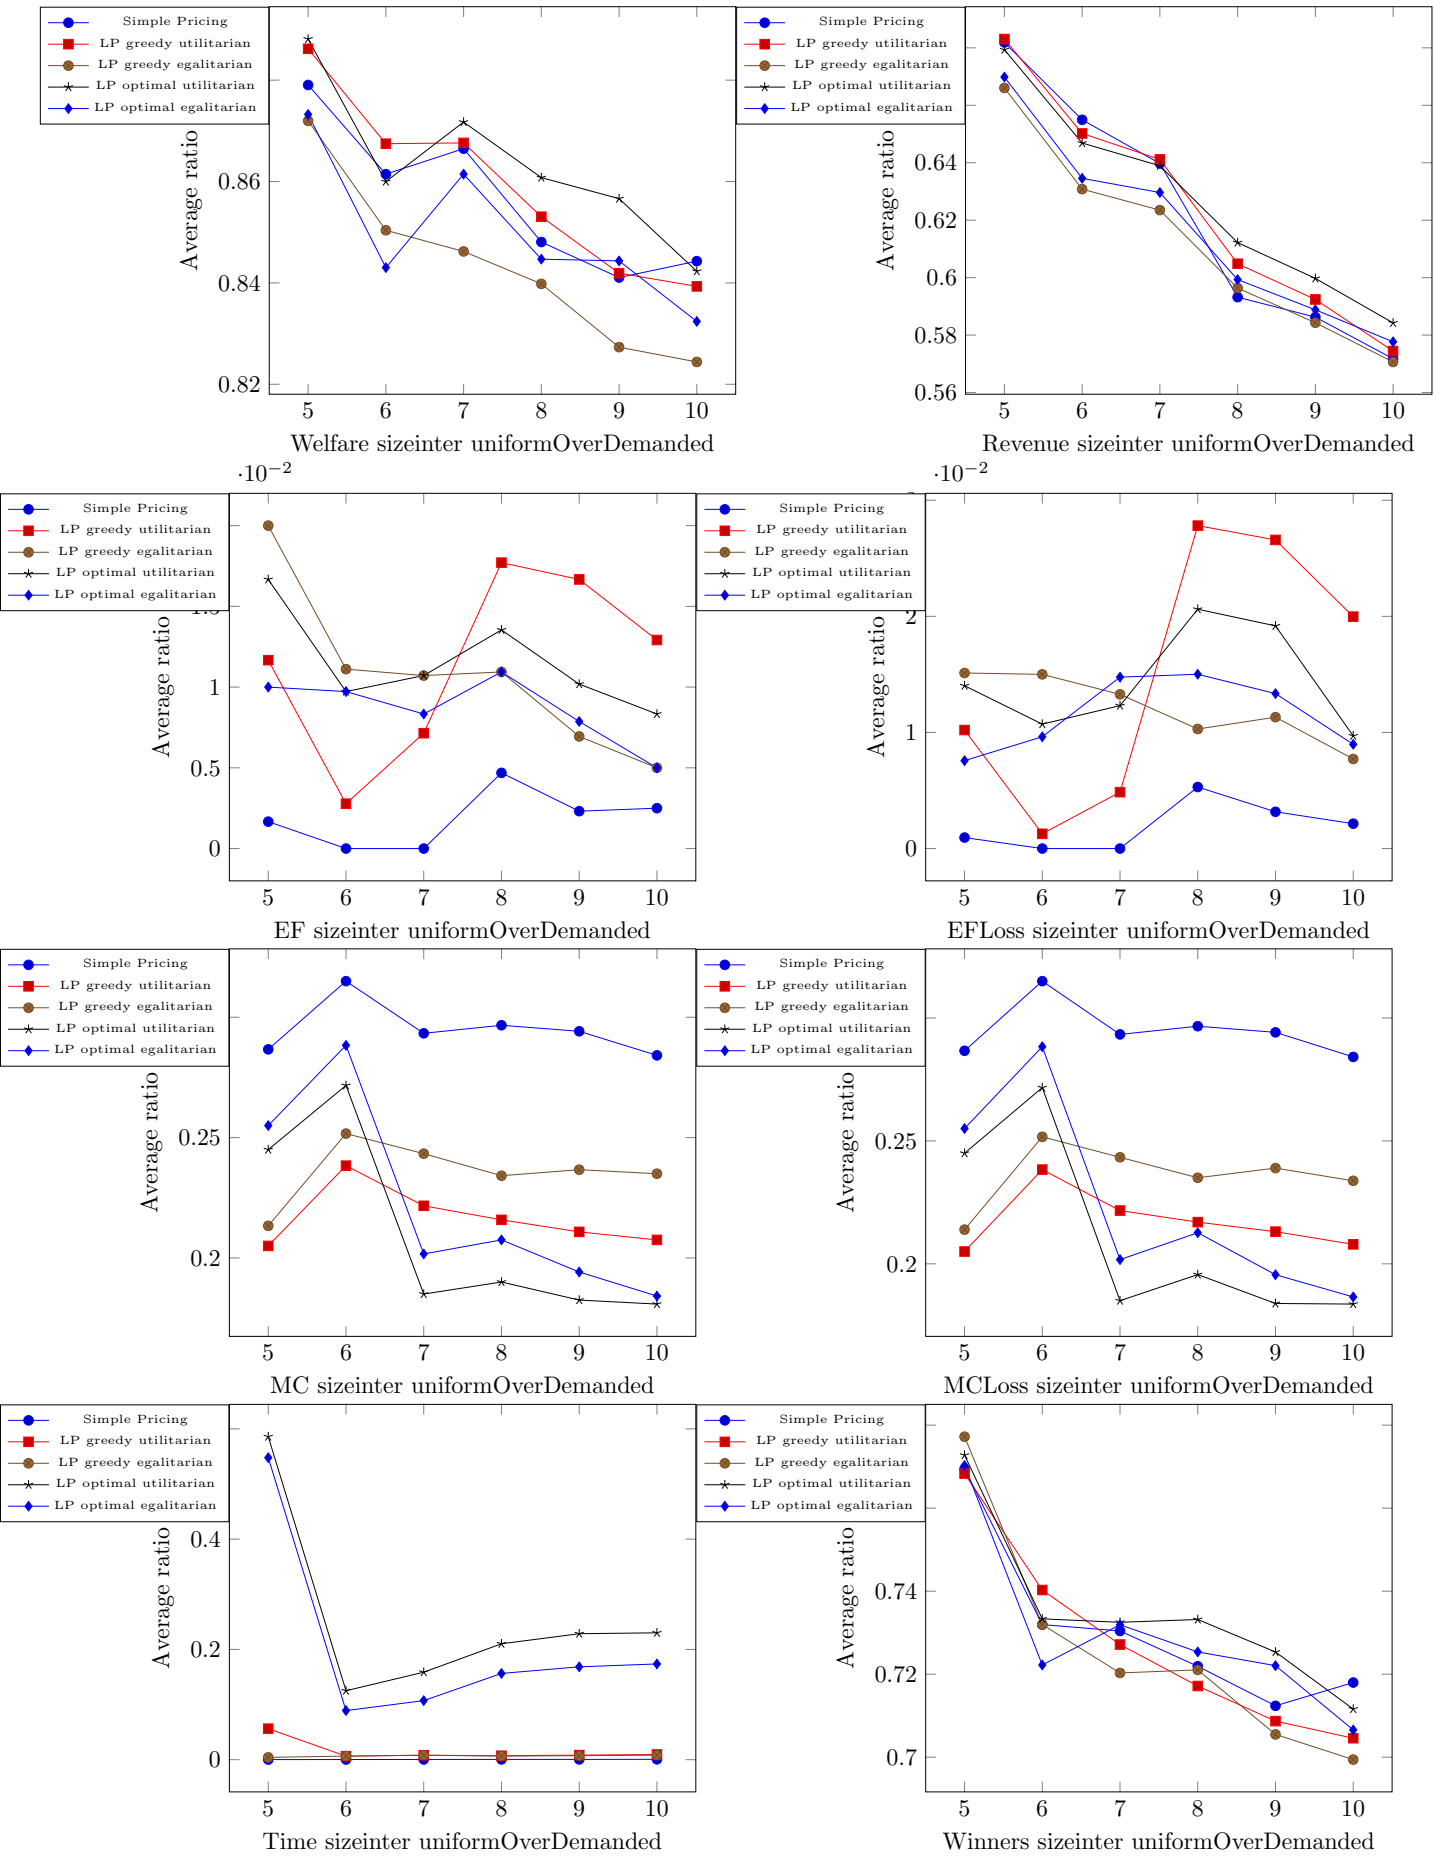 Simple Pricing
LP greedy utilitarian
LP greedy egalitarian
LP optimal utilitarian
LP optimal egalitarian
Average ratio
0.86
0.84
0.82
5 6 7 8 9 10
Welfare sizeinter uniformOverDemanded
Simple Pricing
LP greedy utilitarian
LP greedy egalitarian
LP optimal utilitarian
LP optimal egalitarian
Average ratio
0.64
0.62
0.6
0.58
0.56
5 6 7 8 9 10
Revenue sizeinter uniformOverDemanded
·10−2
Simple Pricing
LP greedy utilitarian
LP greedy egalitarian
LP optimal utilitarian
LP optimal egalitarian
Average ratio
1
0.5
0
5 6 7 8 9 10
EF sizeinter uniformOverDemanded
·10−2
Simple Pricing
LP greedy utilitarian
LP greedy egalitarian
LP optimal utilitarian
LP optimal egalitarian
Average ratio
2
1
0
5 6 7 8 9 10
EFLoss sizeinter uniformOverDemanded
Simple Pricing
LP greedy utilitarian
LP greedy egalitarian
LP optimal utilitarian
LP optimal egalitarian
Average ratio
0.25
0.2
5 6 7 8 9 10
MC sizeinter uniformOverDemanded
Simple Pricing
LP greedy utilitarian
LP greedy egalitarian
LP optimal utilitarian
LP optimal egalitarian
Average ratio
0.25
0.2
5 6 7 8 9 10
MCLoss sizeinter uniformOverDemanded
Simple Pricing
LP greedy utilitarian
LP greedy egalitarian
LP optimal utilitarian
LP optimal egalitarian
Average ratio
0.4
0.2
0
5 6 7 8 9 10
Time sizeinter uniformOverDemanded
Simple Pricing
LP greedy utilitarian
LP greedy egalitarian
LP optimal utilitarian
LP optimal egalitarian
Average ratio
0.74
0.72
0.7
5 6 7 8 9 10
Winners sizeinter uniformOverDemanded